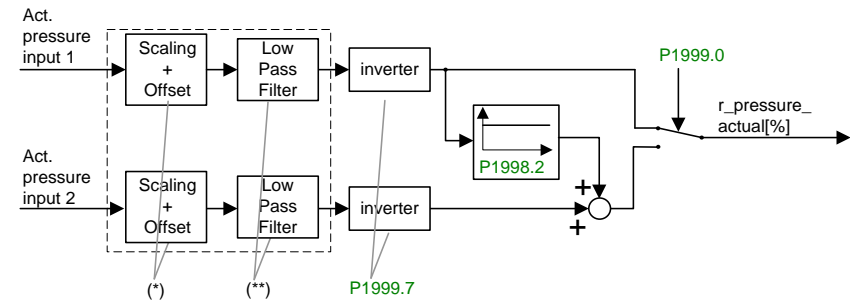 Act.
pressure
input 1
Scaling
+
Offset
Low
Pass
Filter
inverter
P1999.0
r_pressure_
actual[%]
P1998.2
Act.
pressure
input 2
Scaling
+
Offset
Low
Pass
Filter
inverter
+
+
(*)
(**)
P1999.7